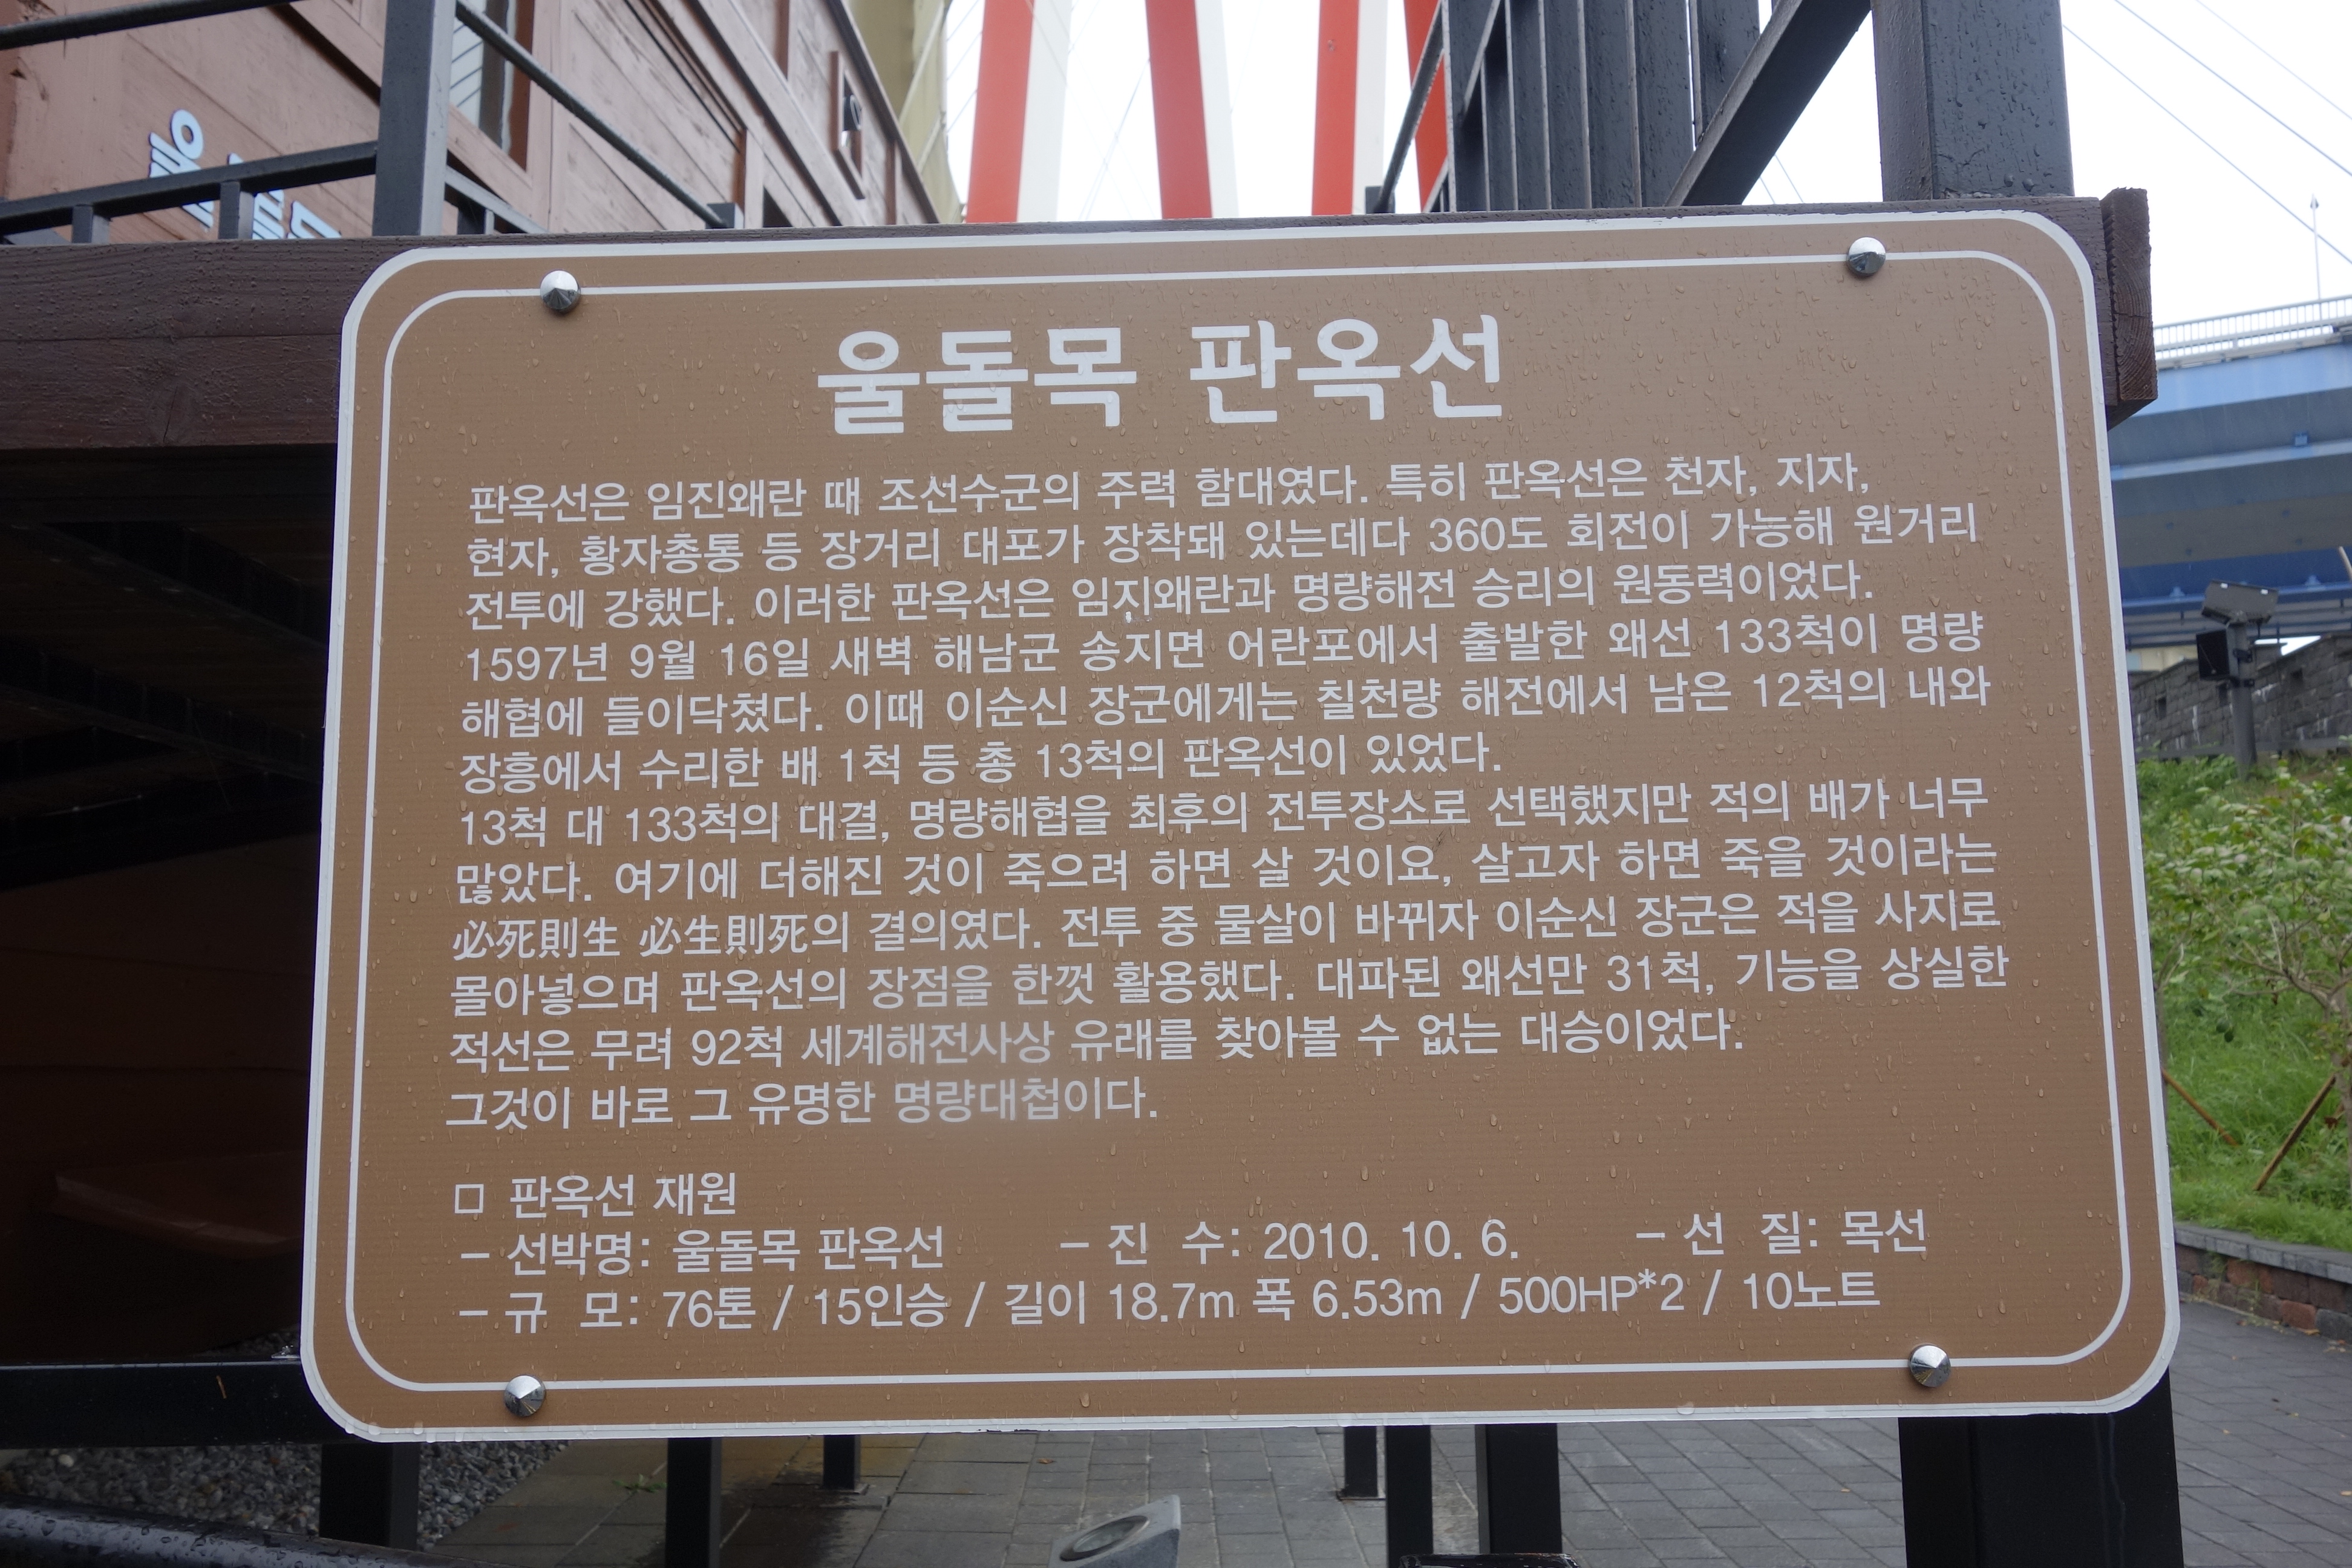 울돌목 판옥선
판옥선은 임진왜란 때 조선수군의 주력 함대였다. 특히 판옥선은 천자, 지자,
현자, 황자총통 등 장거리 대포가 장착돼 있는데다 360도 회전이 가능해 원거리
전투에 강했다. 이러한 판옥선은 임지왜란과 명량해전 승리의 원동력이었다.
1597년 9월 16일 새벽 해남군 송지면 어란포에서 출발한 왜선 133척이 명량
해협에 들이닥쳤다. 이때 이순신 장군에게는 칠천량 해전에서 남은 12척의 내와
장흥에서 수리한 배 1척 등 총 13척의 판옥선이 있었다.
13척 대 133척의 대결, 명량해협을 최후의 전투장소로 선택했지만 적의 배가 너무
많았다. 여기에 더해진 것이 죽으려 하면 살 것이요, 살고자 하면 죽을 것이라는
必死則生 必生則死의 결의였다. 전투 중 물살이 바뀌자 이순신 장군은 적을 사지로
몰아넣으며 판옥선의 장점을 한껏 활용했다. 대파된 왜선만 31척, 기능을 상실한
적선은 무려 92척 세계해전사상 유래를 찾아볼 수 없는 대승이었다.
그것이 바로 그 유명한 명량대첩이다.
□ 판옥선 재원
- 선박명: 울돌목 판옥선 - 진 수: 2010. 10. 6. - 선 질: 목선
- 규 모: 76톤 / 15인승 / 길이 18.7m 폭 6.53m / 500HP*2 / 10노트